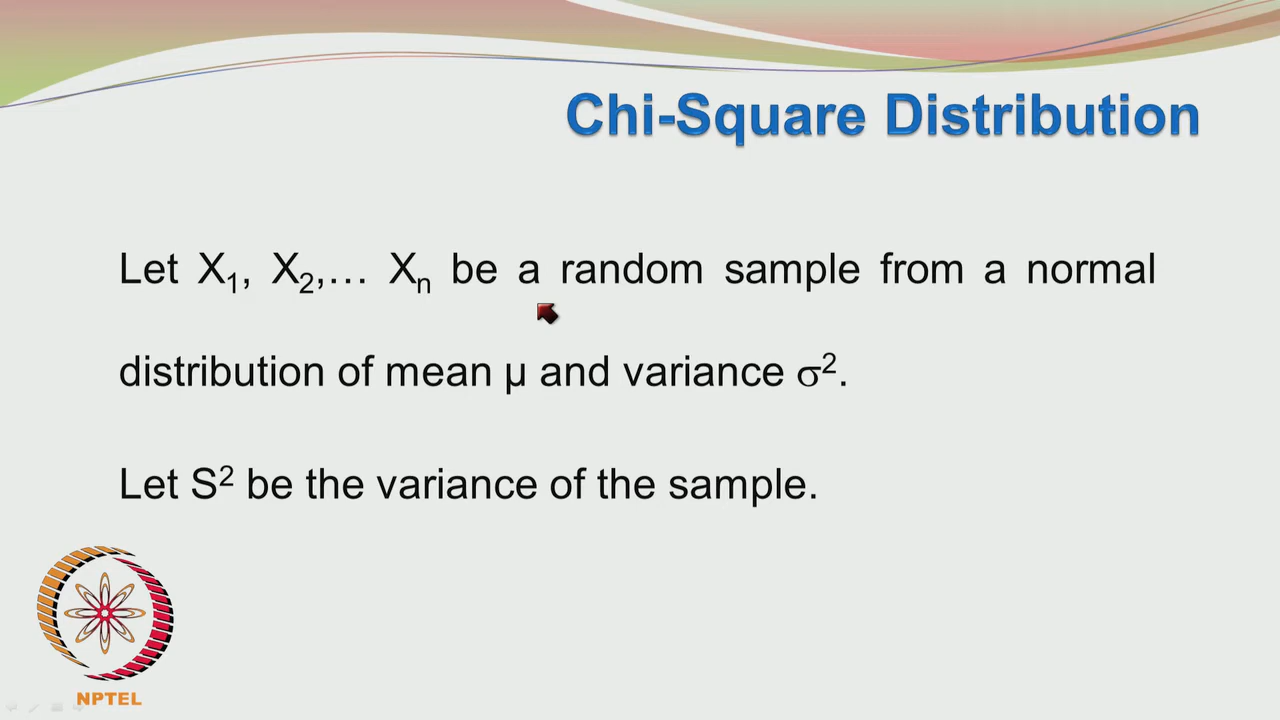 Chi-Square Distribution
Let X₁, X₂,… Xₙ be a random sample from a normal
distribution of mean µ and variance σ².
Let S² be the variance of the sample.
NPTEL